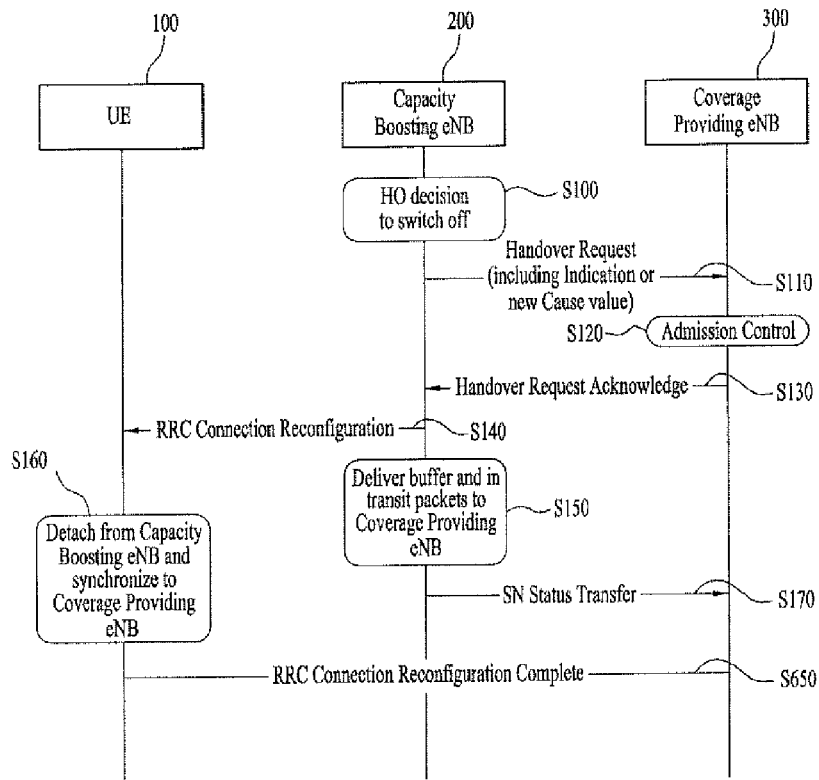 100
200
300
UE
Capacity
Boosting eNB
Coverage
Providing eNB
HO decision
to switch off
S100
Handover Request
(including Indication or
new Cause value)
S110
S120
Admission Control
Handover Request Acknowledge
S130
RRC Connection Reconfiguration
S140
S160
Deliver buffer and in
transit packets to
Coverage Providing
eNB
S150
Detach from Capacity
Boosting eNB and
synchronize to
Coverage Providing
eNB
SN Status Transfer
S170
RRC Connection Reconfiguration Complete
S650